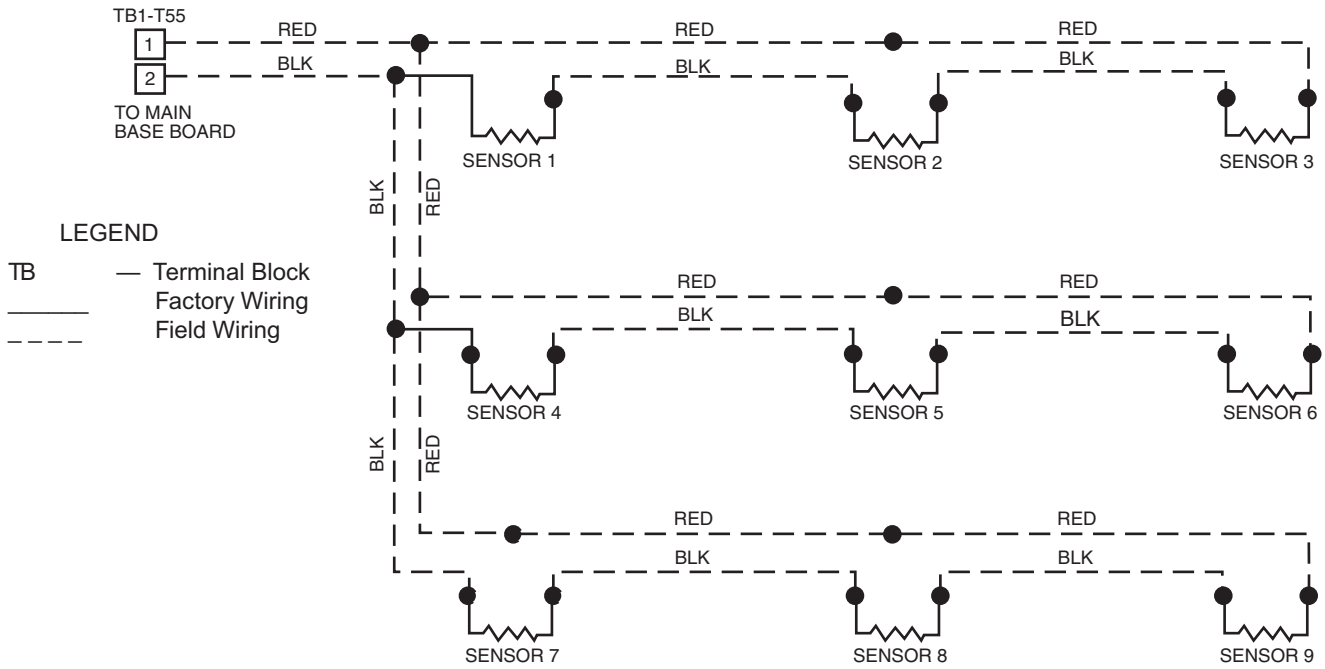 TB1-T55
1
RED
RED
RED
2
BLK
BLK
BLK
TO MAIN
BASE BOARD
SENSOR 1
SENSOR 2
SENSOR 3
BLK
RED
LEGEND
TB — Terminal Block
Factory Wiring
Field Wiring
RED
RED
BLK
BLK
SENSOR 4
SENSOR 5
SENSOR 6
BLK
RED
RED
RED
BLK
BLK
SENSOR 7
SENSOR 8
SENSOR 9